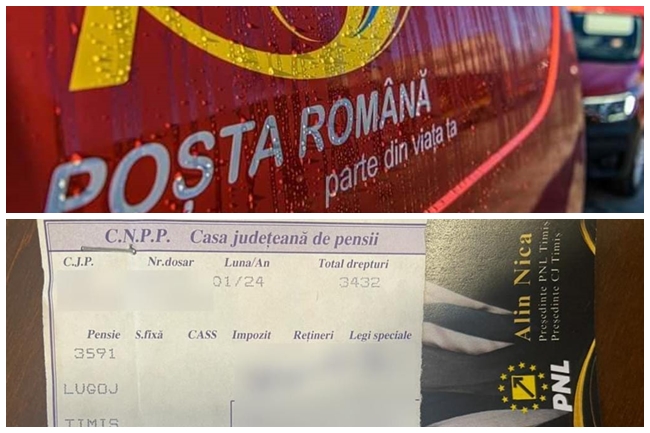 POȘTA ROMÂNĂ
parte din viața ta
C.N.P.P. Casa județeană de pensii
C.J.P. Nr.dosar Luna/An Total drepturi
01/24 3432
Pensie S.fixă CASS Impozit Rețineri Legi speciale
3591
LUGOJ
TIMIS
Alin Nica
Președinte PNL Timiș
Președinte CJ Timiș
PNL